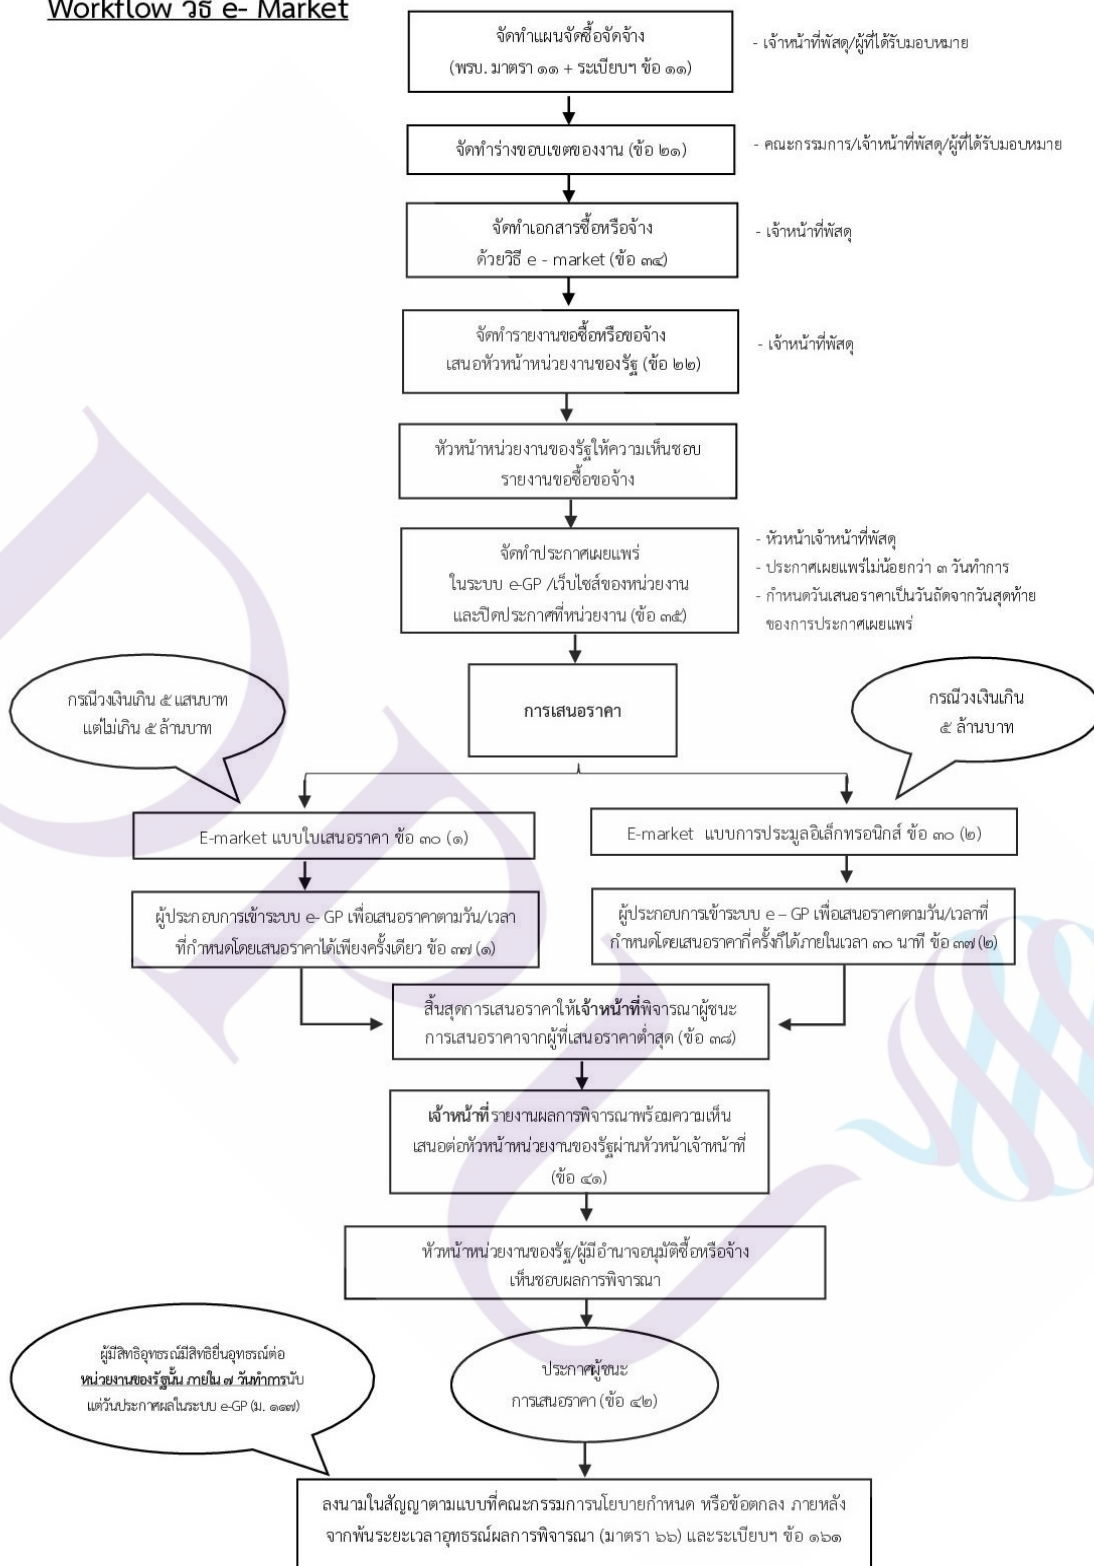 Workflow วิธี e- Market
จัดทำแผนจัดซื้อจัดจ้าง
(พรบ. มาตรา ๑๑ + ระเบียบฯ ข้อ ๑๑)
- เจ้าหน้าที่พัสดุ/ผู้ที่ได้รับมอบหมาย
จัดทำร่างขอบเขตของงาน (ข้อ ๒๑)
- คณะกรรมการ/เจ้าหน้าที่พัสดุ/ผู้ที่ได้รับมอบหมาย
จัดทำเอกสารซื้อหรือจ้าง
ด้วยวิธี e - market (ข้อ ๓๔)
- เจ้าหน้าที่พัสดุ
จัดทำรายงานขอซื้อหรือขอจ้าง
เสนอหัวหน้าหน่วยงานของรัฐ (ข้อ ๒๒)
- เจ้าหน้าที่พัสดุ
หัวหน้าหน่วยงานของรัฐให้ความเห็นชอบ
รายงานขอซื้อขอจ้าง
จัดทำประกาศเผยแพร่
ในระบบ e-GP /เว็บไซส์ของหน่วยงาน
และปิดประกาศที่หน่วยงาน (ข้อ ๓๕)
- หัวหน้าเจ้าหน้าที่พัสดุ
- ประกาศเผยแพร่ไม่น้อยกว่า ๓ วันทำการ
- กำหนดวันเสนอราคาเป็นวันถัดจากวันสุดท้าย
ของการประกาศเผยแพร่
กรณีวงเงินเกิน ๕ แสนบาท
แต่ไม่เกิน ๕ ล้านบาท
การเสนอราคา
กรณีวงเงินเกิน
๕ ล้านบาท
E-market แบบใบเสนอราคา ข้อ ๓๐ (๑)
E-market แบบการประมูลอิเล็กทรอนิกส์ ข้อ ๓๐ (๒)
ผู้ประกอบการเข้าระบบ e- GP เพื่อเสนอราคาตามวัน/เวลา
ที่กำหนดโดยเสนอราคาได้เพียงครั้งเดียว ข้อ ๓๗ (๑)
ผู้ประกอบการเข้าระบบ e – GP เพื่อเสนอราคาตามวัน/เวลาที่
กำหนดโดยเสนอราคากี่ครั้งก็ได้ภายในเวลา ๓๐ นาที ข้อ ๓๗ (๒)
สิ้นสุดการเสนอราคาให้เจ้าหน้าที่พิจารณาผู้ชนะ
การเสนอราคาจากผู้ที่เสนอราคาต่ำสุด (ข้อ ๓๘)
เจ้าหน้าที่รายงานผลการพิจารณาพร้อมความเห็น
เสนอต่อหัวหน้าหน่วยงานของรัฐผ่านหัวหน้าเจ้าหน้าที่
(ข้อ ๔๑)
หัวหน้าหน่วยงานของรัฐ/ผู้มีอำนาจอนุมัติซื้อหรือจ้าง
เห็นชอบผลการพิจารณา
ผู้มีสิทธิอุทธรณ์มีสิทธิยื่นอุทธรณ์ต่อ
หน่วยงานของรัฐนั้น ภายใน ๗ วันทำการนับ
แต่วันประกาศผลในระบบ e-GP (ม. ๑๑๗)
ประกาศผู้ชนะ
การเสนอราคา (ข้อ ๔๒)
ลงนามในสัญญาตามแบบที่คณะกรรมการนโยบายกำหนด หรือข้อตกลง ภายหลัง
จากพ้นระยะเวลาอุทธรณ์ผลการพิจารณา (มาตรา ๖๖) และระเบียบฯ ข้อ ๑๖๑